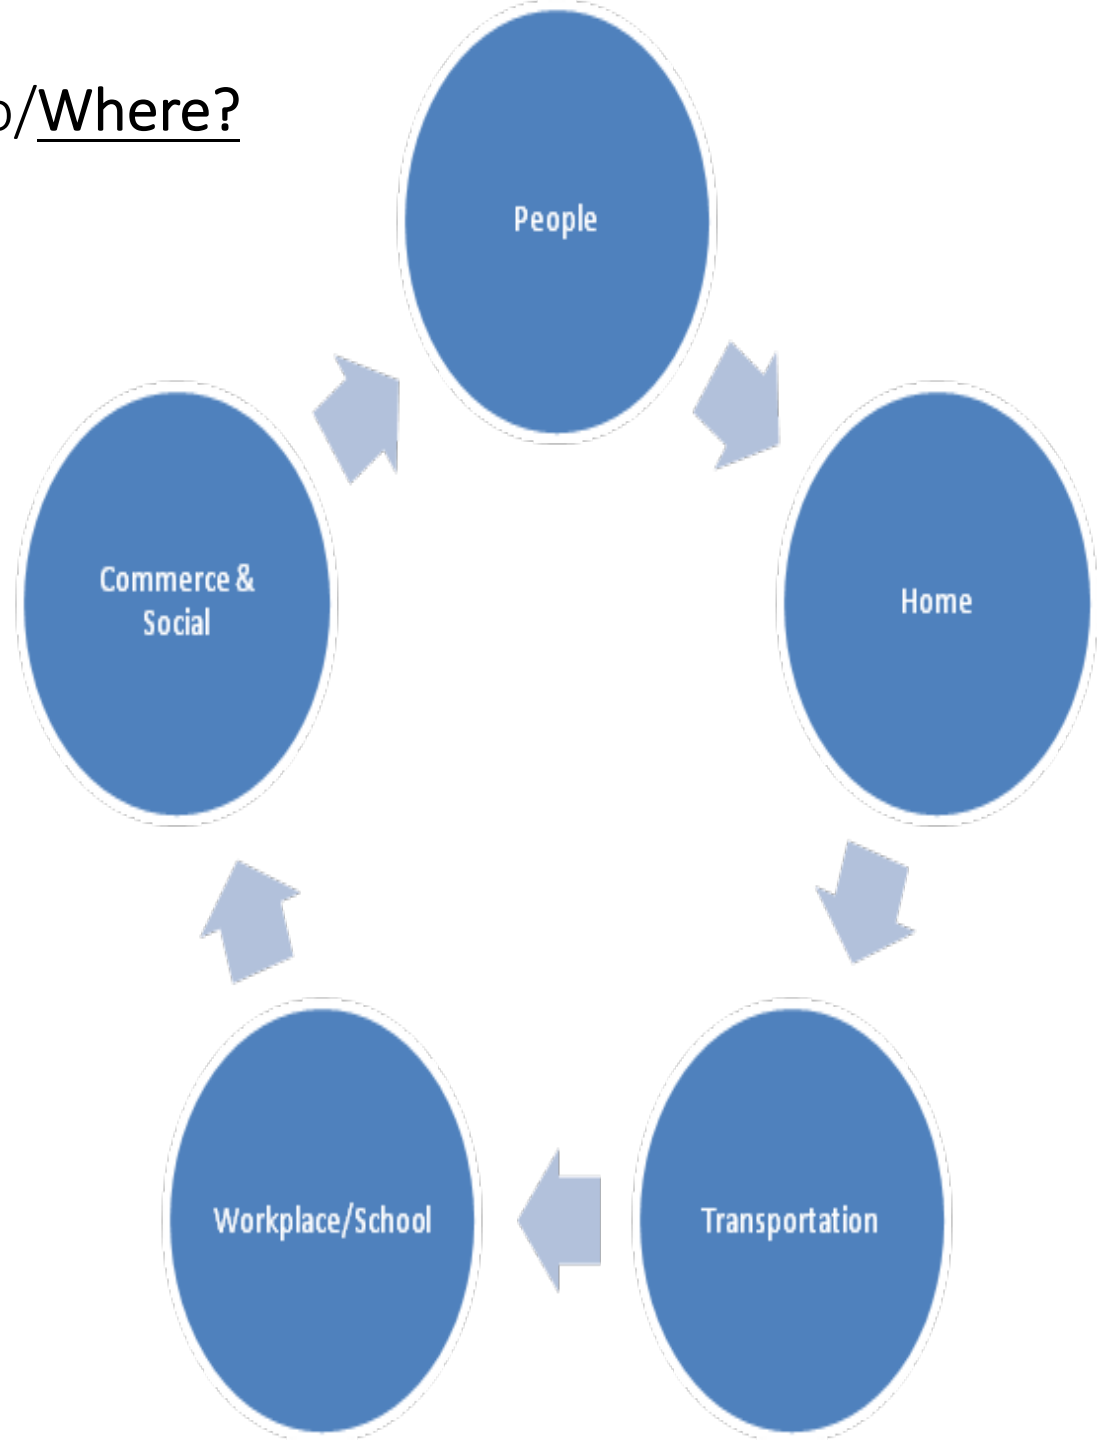 o/Where?
People
Commerce &
Social
Home
Workplace/School
Transportation